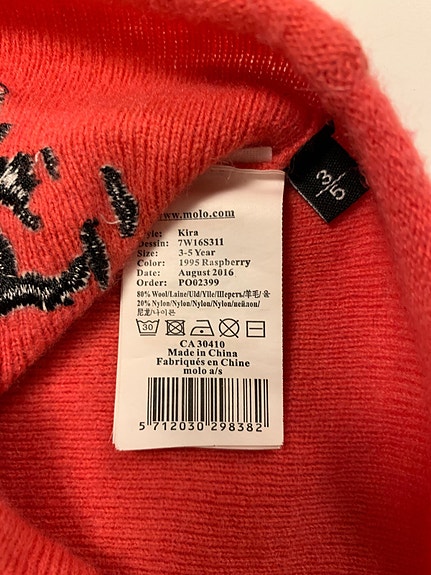 www.molo.com
Style: Kira
Dessin: 7W16S311
Size: 3-5 Year
Color: 1995 Raspberry
Date: August 2016
Order: PO02399
80% Wool/Laine/Uld/Ylle/Шерсть/羊毛/울
20% Nylon/Nylon/Nylon/Nylon/нейлон/
尼龙/나이론
30
CA 30410
Made in China
Fabriqués en Chine
molo a/s
5 712030 298382
3/5